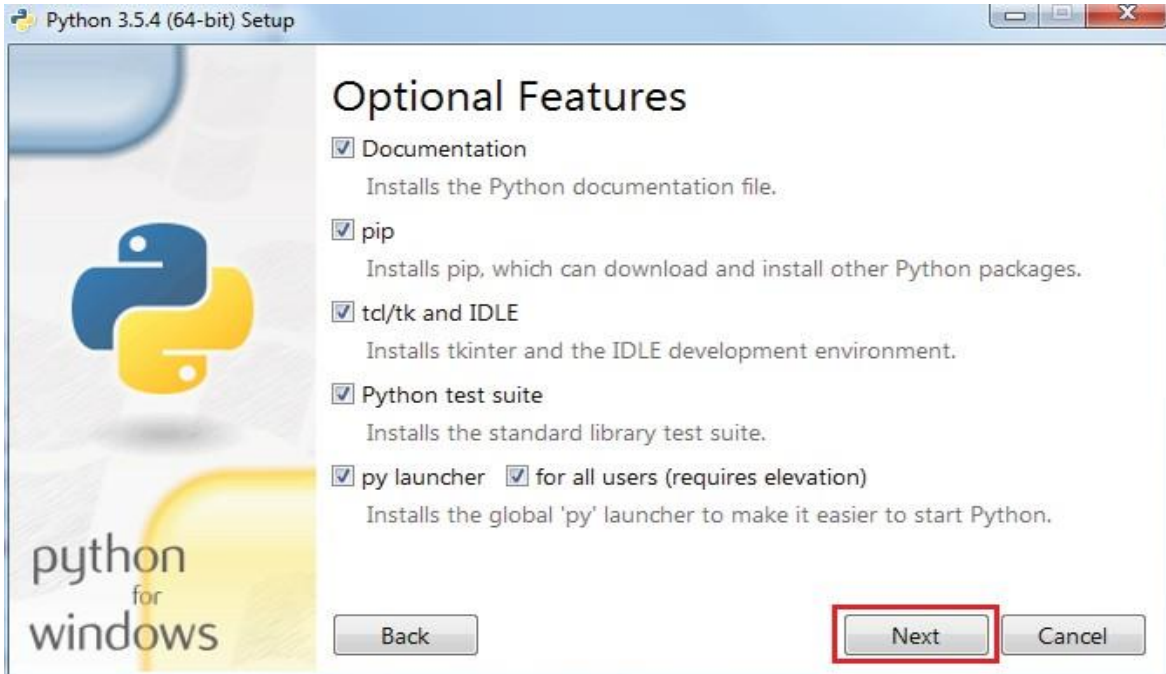 Python 3.5.4 (64-bit) Setup
Optional Features
Documentation
Installs the Python documentation file.
pip
Installs pip, which can download and install other Python packages.
tcl/tk and IDLE
Installs tkinter and the IDLE development environment.
Python test suite
Installs the standard library test suite.
py launcher for all users (requires elevation)
Installs the global 'py' launcher to make it easier to start Python.
python
for
windows
Back Next Cancel